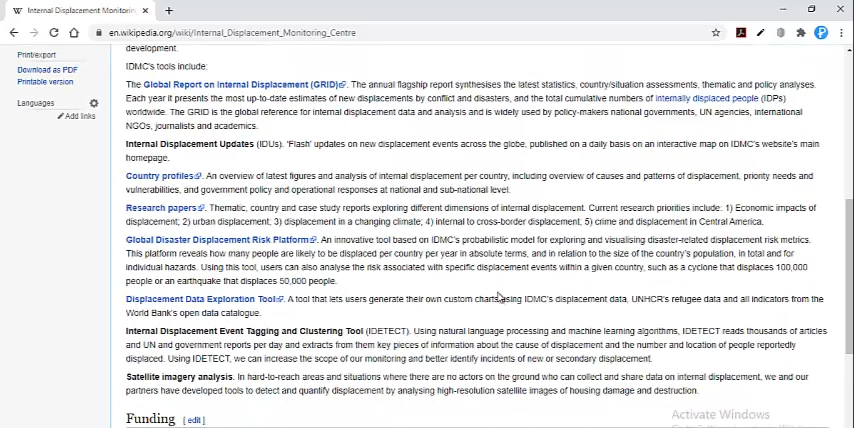 Internal Displacement Monitoring
en.wikipedia.org/wiki/Internal_Displacement_Monitoring_Centre
Print/export
Download as PDF
Printable version
Languages
Add links
development.
IDMC's tools include:
The Global Report on Internal Displacement (GRID). The annual flagship report synthesises the latest statistics, country/situation assessments, thematic and policy analyses.
Each year it presents the most up-to-date estimates of new displacements by conflict and disasters, and the total cumulative numbers of internally displaced people (IDPs)
worldwide. The GRID is the global reference for internal displacement data and analysis and is widely used by policy-makers national governments, UN agencies, international
NGOs, journalists and academics.
Internal Displacement Updates (IDUs). 'Flash' updates on new displacement events across the globe, published on a daily basis on an interactive map on IDMC's website's main
homepage.
Country profiles. An overview of latest figures and analysis of internal displacement per country, including overview of causes and patterns of displacement, priority needs and
vulnerabilities, and government policy and operational responses at national and sub-national level.
Research papers. Thematic, country and case study reports exploring different dimensions of internal displacement. Current research priorities include: 1) Economic impacts of
displacement; 2) urban displacement; 3) displacement in a changing climate; 4) internal to cross-border displacement; 5) crime and displacement in Central America.
Global Disaster Displacement Risk Platform. An innovative tool based on IDMC's probabilistic model for exploring and visualising disaster-related displacement risk metrics.
This platform reveals how many people are likely to be displaced per country per year in absolute terms, and in relation to the size of the country's population, in total and for
individual hazards. Using this tool, users can also analyse the risk associated with specific displacement events within a given country, such as a cyclone that displaces 100,000
people or an earthquake that displaces 50,000 people.
Displacement Data Exploration Tool. A tool that lets users generate their own custom charts using IDMC's displacement data, UNHCR's refugee data and all indicators from the
World Bank's open data catalogue.
Internal Displacement Event Tagging and Clustering Tool (IDETECT). Using natural language processing and machine learning algorithms, IDETECT reads thousands of articles
and UN and government reports per day and extracts from them key pieces of information about the cause of displacement and the number and location of people reportedly
displaced. Using IDETECT, we can increase the scope of our monitoring and better identify incidents of new or secondary displacement.
Satellite imagery analysis. In hard-to-reach areas and situations where there are no actors on the ground who can collect and share data on internal displacement, we and our
partners have developed tools to detect and quantify displacement by analysing high-resolution satellite images of housing damage and destruction.
Funding [ edit ]
Activate Windows